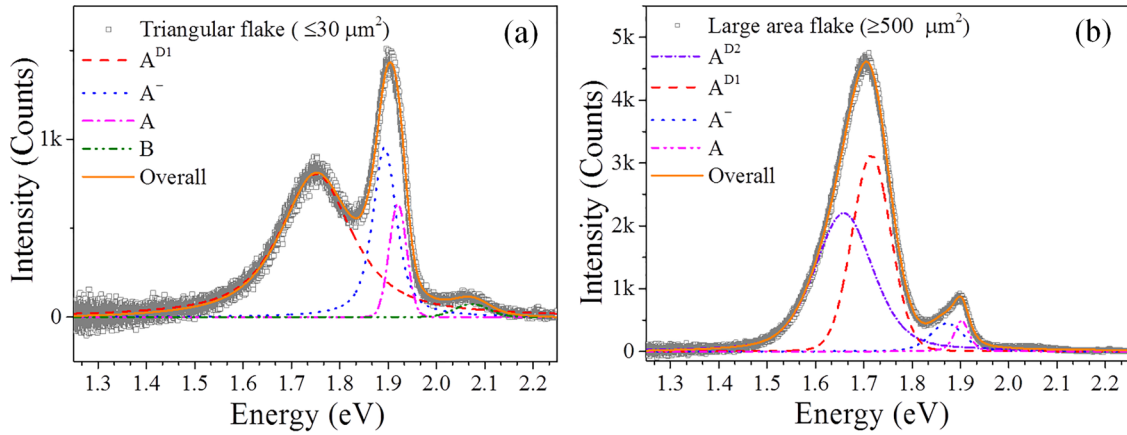 Triangular flake ( ≤30 μm²)
(a)
A^D1
A⁻
A
B
Overall
Intensity (Counts)
1k
0
1.3 1.4 1.5 1.6 1.7 1.8 1.9 2.0 2.1 2.2
Energy (eV)
Large area flake (≥500 μm²)
(b)
A^D2
A^D1
A⁻
A
Overall
Intensity (Counts)
5k
4k
3k
2k
1k
0
1.3 1.4 1.5 1.6 1.7 1.8 1.9 2.0 2.1 2.2
Energy (eV)